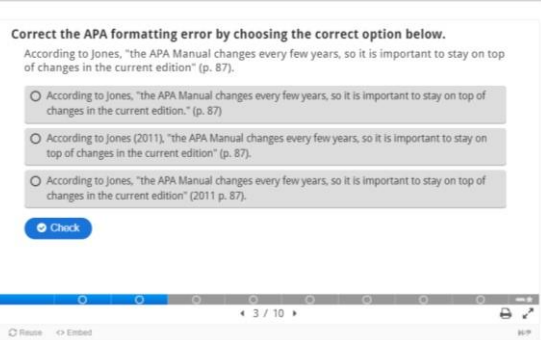 Correct the APA formatting error by choosing the correct option below.
According to Jones, "the APA Manual changes every few years, so it is important to stay on top
of changes in the current edition" (p. 87).
According to Jones, "the APA Manual changes every few years, so it is important to stay on top of
changes in the current edition." (p. 87)
According to Jones (2011), "the APA Manual changes every few years, so it is important to stay on
top of changes in the current edition" (p. 87).
According to Jones, "the APA Manual changes every few years, so it is important to stay on top of
changes in the current edition" (2011 p. 87).
Check
3 / 10
Reuse <> Embed
H-P